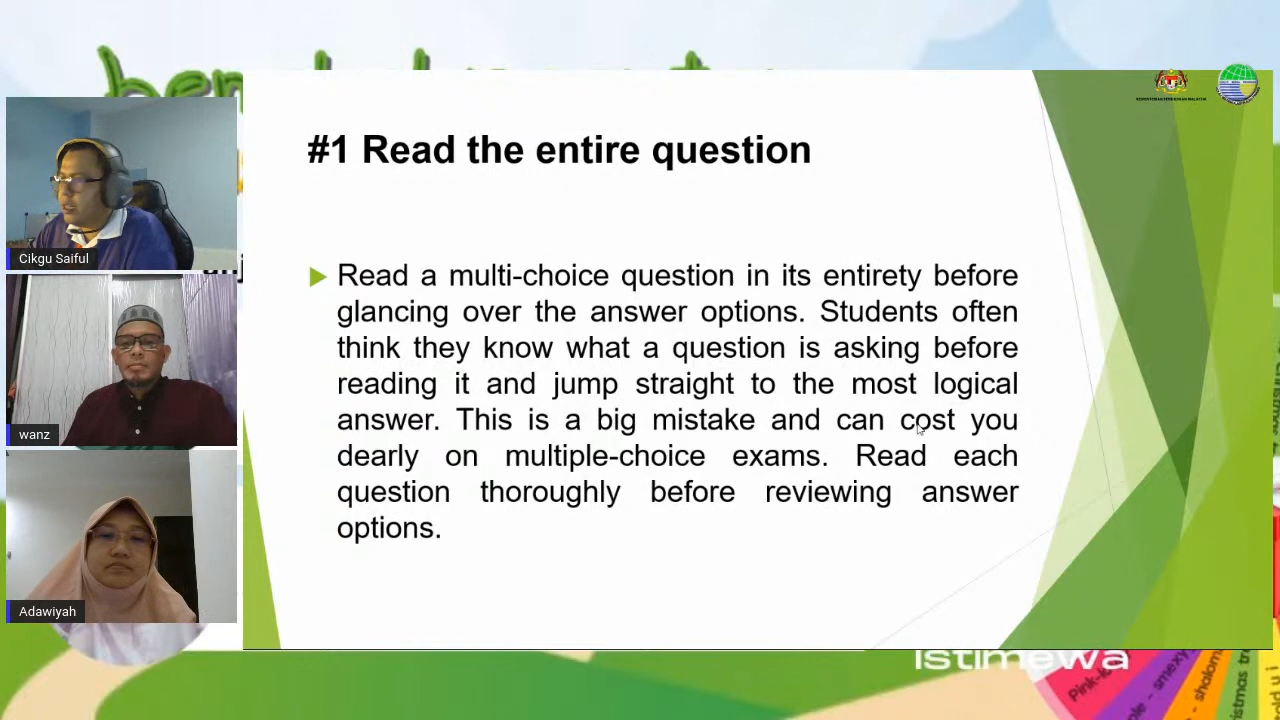 KEMENTERIAN PENDIDIKAN MALAYSIA
#1 Read the entire question
Read a multi-choice question in its entirety before
glancing over the answer options. Students often
think they know what a question is asking before
reading it and jump straight to the most logical
answer. This is a big mistake and can cost you
dearly on multiple-choice exams. Read each
question thoroughly before reviewing answer
options.
Cikgu Saiful
wanz
Adawiyah
istimewa